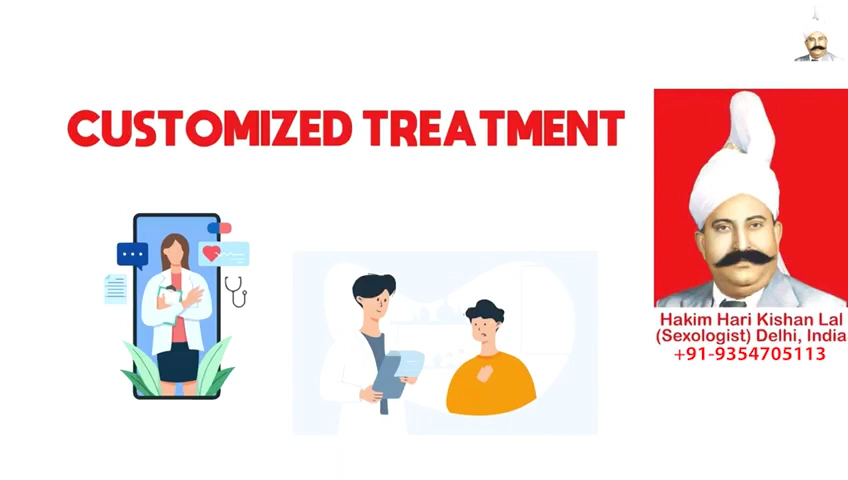 CUSTOMIZED TREATMENT
Hakim Hari Kishan Lal
(Sexologist) Delhi, India
+91-9354705113